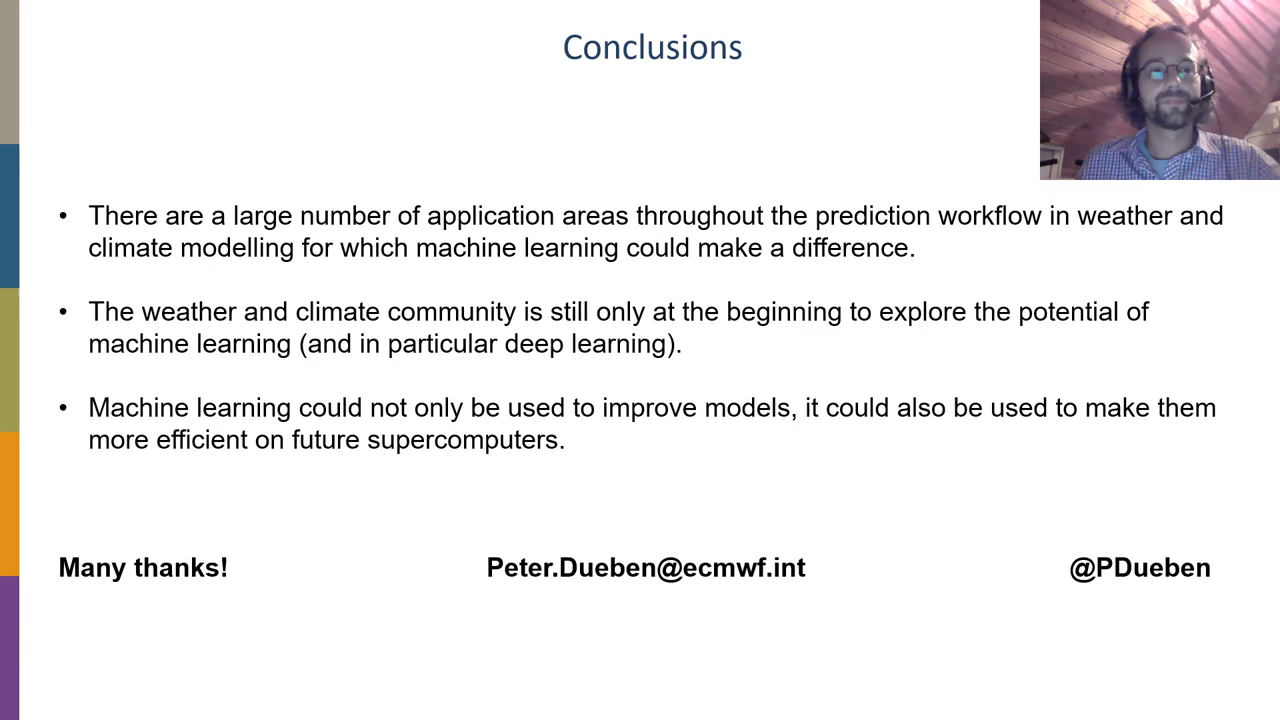 Conclusions
• There are a large number of application areas throughout the prediction workflow in weather and
climate modelling for which machine learning could make a difference.
• The weather and climate community is still only at the beginning to explore the potential of
machine learning (and in particular deep learning).
• Machine learning could not only be used to improve models, it could also be used to make them
more efficient on future supercomputers.
Many thanks! Peter.Dueben@ecmwf.int @PDueben